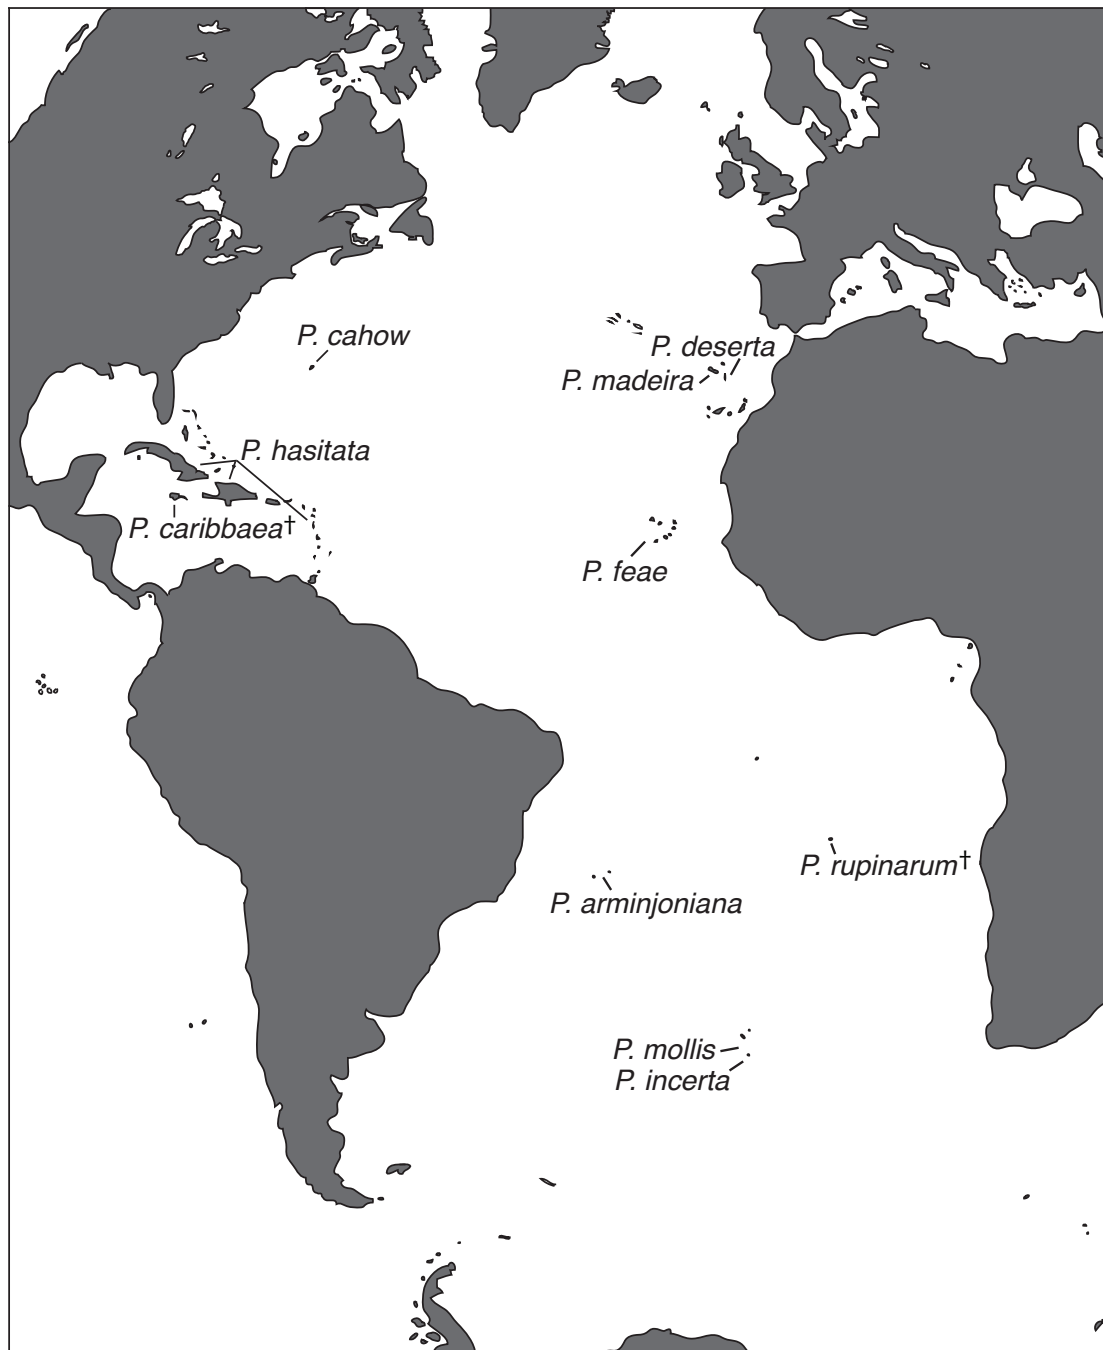 P. cahow
P. deserta
P. madeira
P. hasitata
P. caribbaea†
P. feae
P. rupinarum†
P. arminjoniana
P. mollis
P. incerta